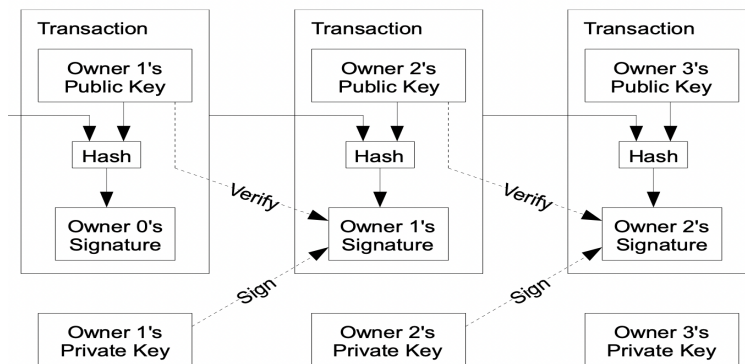 Transaction
Owner 1's
Public Key
Hash
Owner 0's
Signature
Transaction
Owner 2's
Public Key
Hash
Owner 1's
Signature
Transaction
Owner 3's
Public Key
Hash
Owner 2's
Signature
Verify
Verify
Sign
Sign
Owner 1's
Private Key
Owner 2's
Private Key
Owner 3's
Private Key